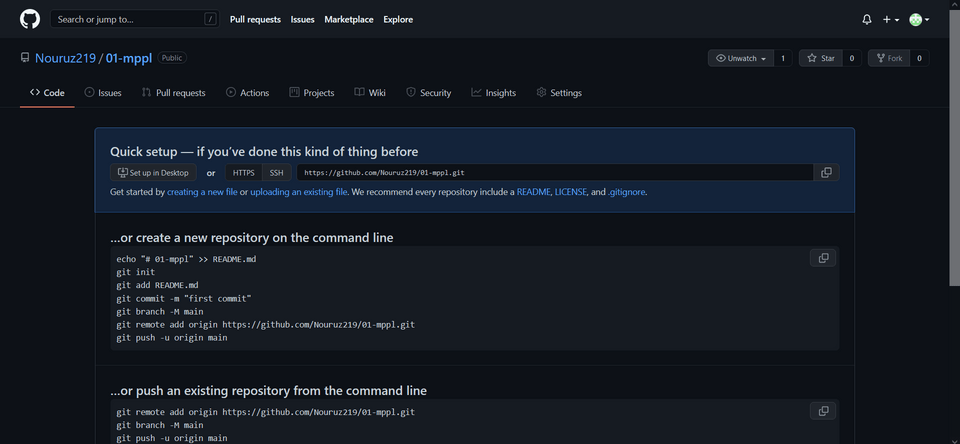 Search or jump to... /
Pull requests Issues Marketplace Explore
Nouruz219 / 01-mppl Public
Unwatch 1 Star 0 Fork 0
Code Issues Pull requests Actions Projects Wiki Security Insights Settings
Quick setup — if you've done this kind of thing before
Set up in Desktop or HTTPS SSH https://github.com/Nouruz219/01-mppl.git
Get started by creating a new file or uploading an existing file. We recommend every repository include a README, LICENSE, and .gitignore.
...or create a new repository on the command line
echo "# 01-mppl" >> README.md
git init
git add README.md
git commit -m "first commit"
git branch -M main
git remote add origin https://github.com/Nouruz219/01-mppl.git
git push -u origin main
...or push an existing repository from the command line
git remote add origin https://github.com/Nouruz219/01-mppl.git
git branch -M main
git push -u origin main